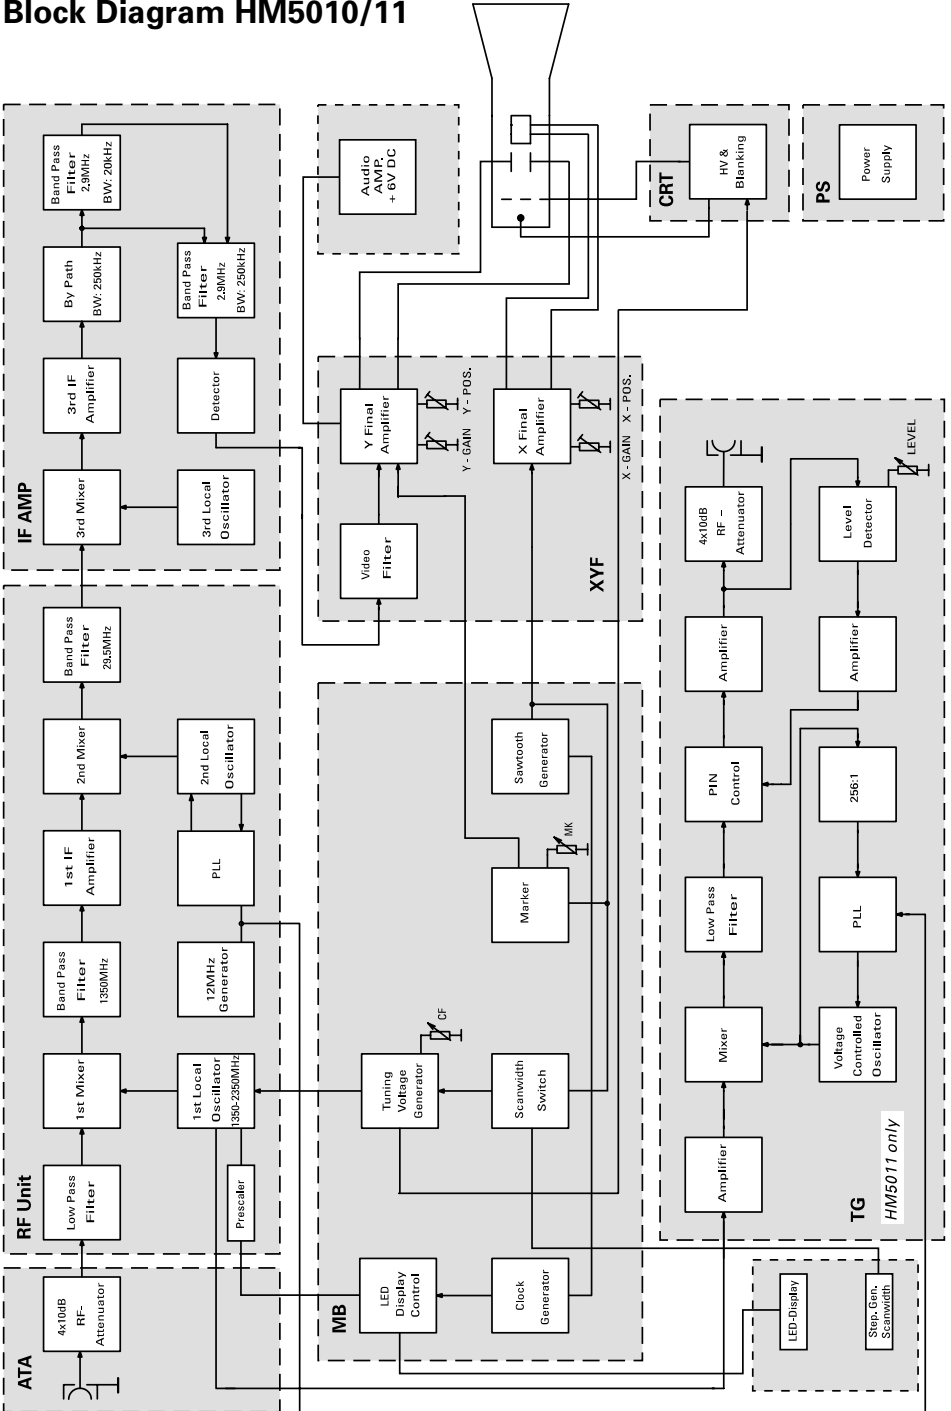 Block Diagram HM5010/11
IF AMP
Band Pass
Filter
2.9MHz
BW: 20kHz
By Path
BW: 250kHz
Band Pass
Filter
2.9MHz
BW: 250kHz
3rd IF
Amplifier
Detector
3rd Mixer
3rd Local
Oscillator
Audio
AMP.
+ 6V DC
CRT
HV &
Blanking
PS
Power
Supply
Y Final
Amplifier
Y - GAIN
Y - POS.
X Final
Amplifier
X - GAIN
X - POS.
Video
Filter
XYF
RF Unit
Band Pass
Filter
29.5MHz
2nd Mixer
2nd Local
Oscillator
1st IF
Amplifier
PLL
Band Pass
Filter
1350MHz
12MHz
Generator
1st Mixer
1st Local
Oscillator
1350-2350MHz
Low Pass
Filter
Prescaler
ATA
4x10dB
RF-
Attenuator
MB
Sawtooth
Generator
Marker
MK
Tuning
Voltage
Generator
CF
Scanwidth
Switch
LED
Display
Control
Clock
Generator
TG
HM5011 only
4x10dB
RF -
Attenuator
Level
Detector
LEVEL
Amplifier
Amplifier
PIN
Control
256:1
Low Pass
Filter
PLL
Mixer
Voltage
Controlled
Oscillator
Amplifier
LED-Display
Step. Gen.
Scanwidth